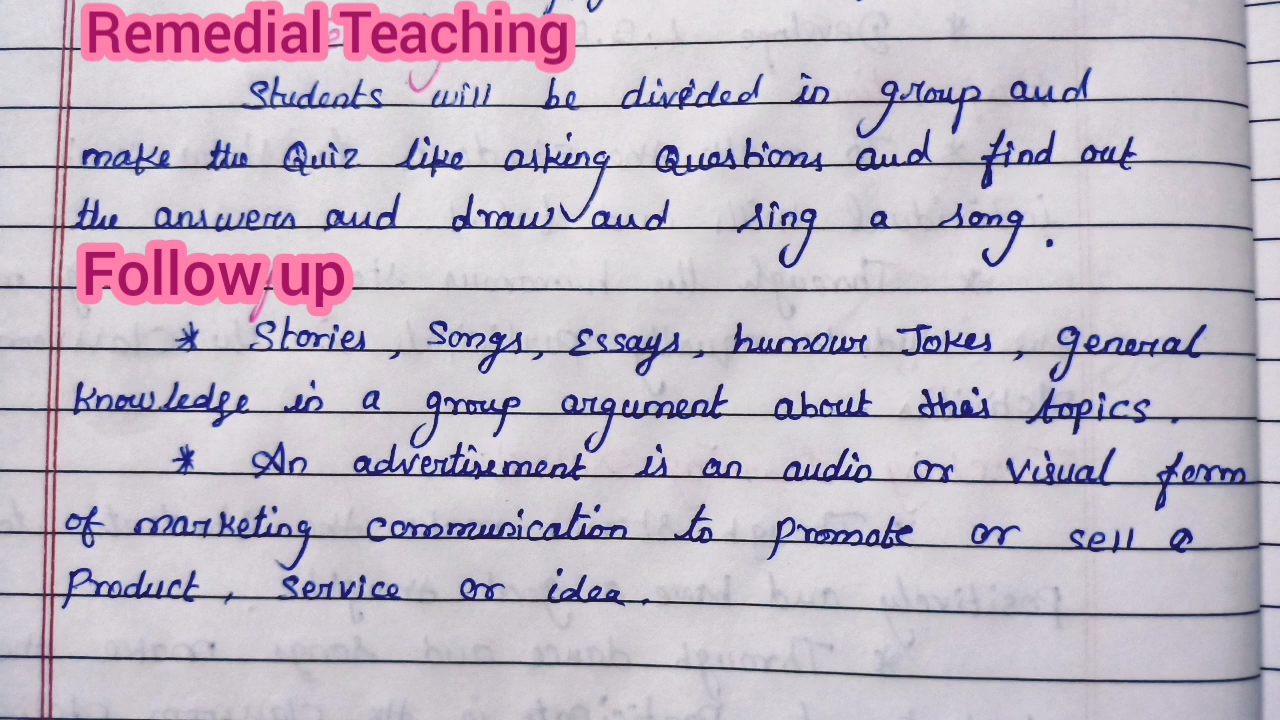 Remedial Teaching
Students will be divided in group and
make the Quiz like asking Questions and find out
the answers and draw and sing a song.
Follow up
* Stories, Songs, Essays, humour Jokes, General
knowledge in a group argument about this topics.
* An advertisement is an audio or visual form
of marketing communication to promote or sell a
Product, service or idea.